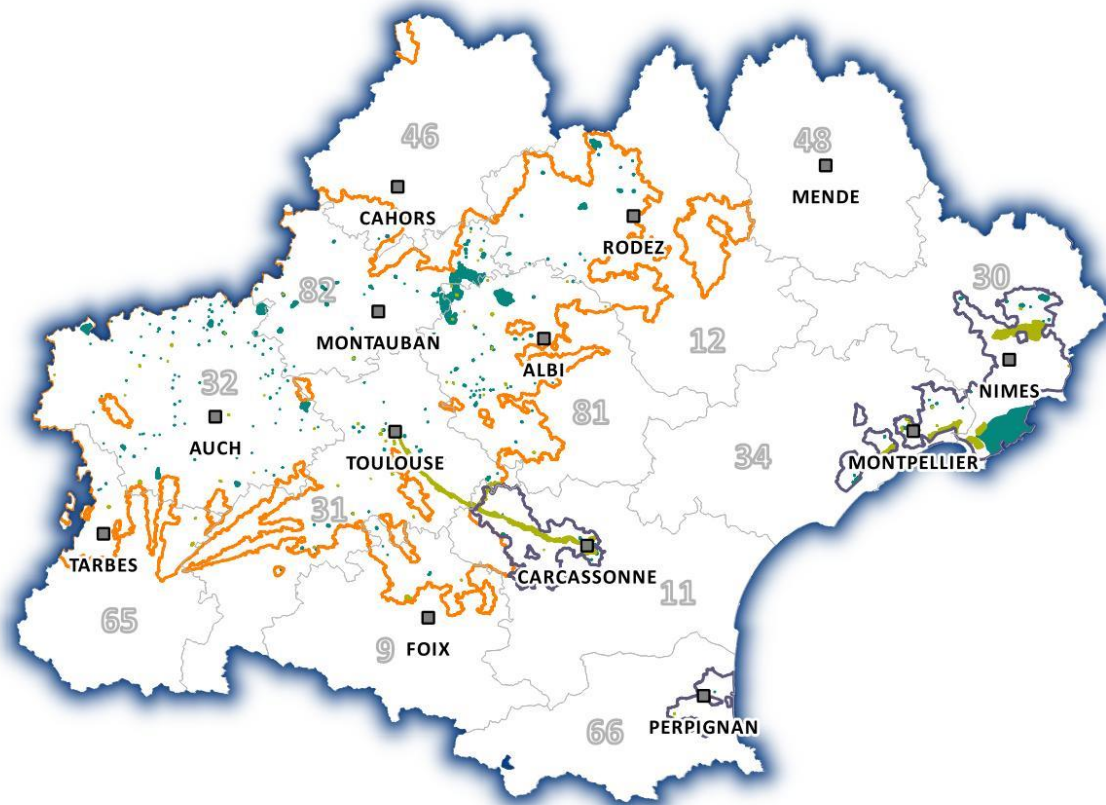 46
48
CAHORS
MENDE
RODEZ
30
82
MONTAUBAN
12
ALBI
NIMES
32
81
AUCH
TOULOUSE
34
MONTPELLIER
31
TARBES
CARCASSONNE
11
65
9
FOIX
66
PERPIGNAN